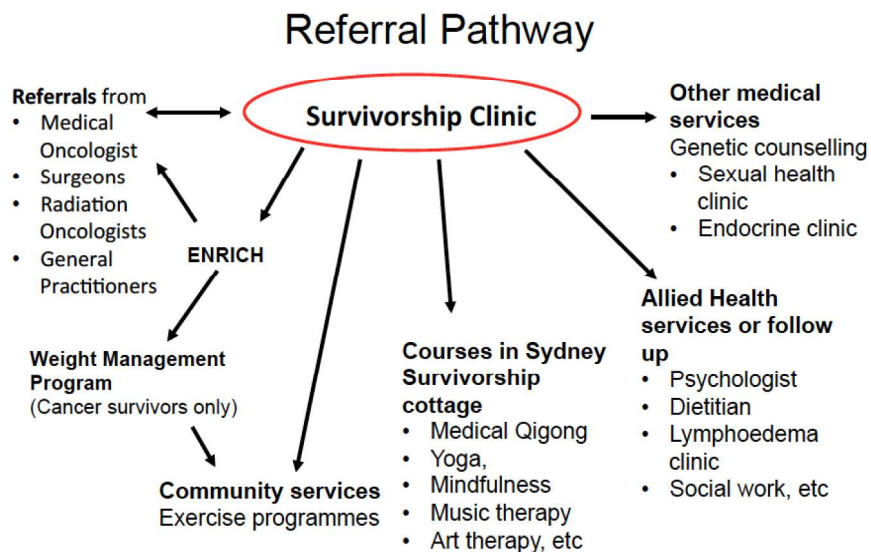 Referral Pathway
Referrals from
• Medical
Oncologist
• Surgeons
• Radiation
Oncologists
• General
Practitioners
Survivorship Clinic
Other medical
services
Genetic counselling
• Sexual health
clinic
• Endocrine clinic
ENRICH
Weight Management
Program
(Cancer survivors only)
Community services
Exercise programmes
Courses in Sydney
Survivorship
cottage
• Medical Qigong
• Yoga,
• Mindfulness
• Music therapy
• Art therapy, etc
Allied Health
services or follow
up
• Psychologist
• Dietitian
• Lymphoedema
clinic
• Social work, etc